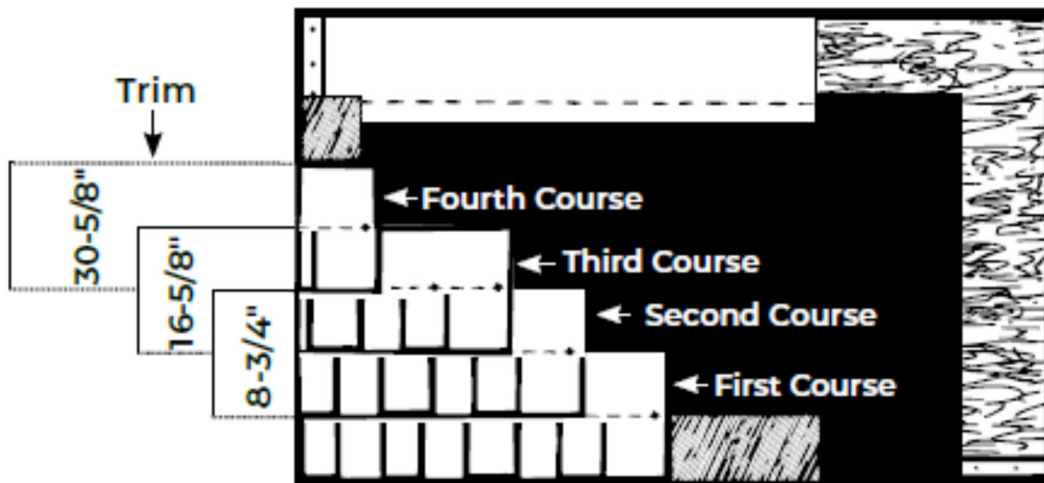 Trim
30-5/8"
Fourth Course
16-5/8"
Third Course
8-3/4"
Second Course
First Course